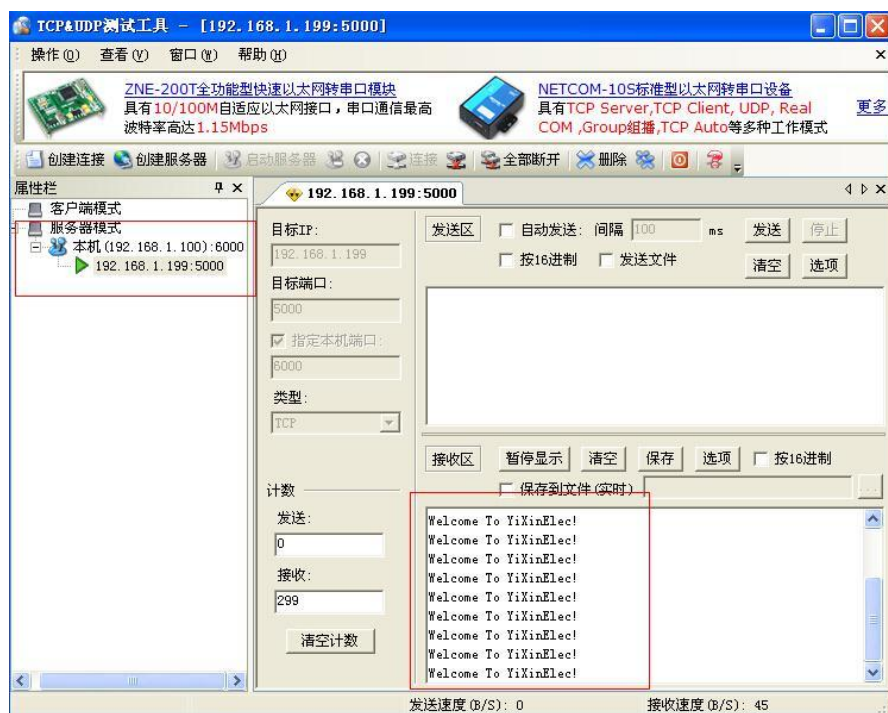 TCP&UDP测试工具 - [192.168.1.199:5000]
操作(O) 查看(V) 窗口(W) 帮助(H)
ZNE-200T全功能型快速以太网转串口模块
具有10/100M自适应以太网接口，串口通信最高
波特率高达1.15Mbps
NETCOM-10S标准型以太网转串口设备
具有TCP Server,TCP Client, UDP, Real
COM ,Group组播,TCP Auto等多种工作模式
更多
创建连接 创建服务器 启动服务器 连接 全部断开 删除
属性栏
客户端模式
服务器模式
本机(192.168.1.100):6000
192.168.1.199:5000
192.168.1.199:5000
目标IP:
192.168.1.199
目标端口:
5000
指定本机端口:
6000
类型:
TCP
计数
发送:
0
接收:
299
清空计数
发送区 自动发送: 间隔 100 ms 发送 停止
按16进制 发送文件 清空 选项
接收区 暂停显示 清空 保存 选项 按16进制
保存到文件(实时) ...
Welcome To YiXinElec!
Welcome To YiXinElec!
Welcome To YiXinElec!
Welcome To YiXinElec!
Welcome To YiXinElec!
Welcome To YiXinElec!
Welcome To YiXinElec!
Welcome To YiXinElec!
Welcome To YiXinElec!
发送速度(B/S): 0 接收速度(B/S): 45